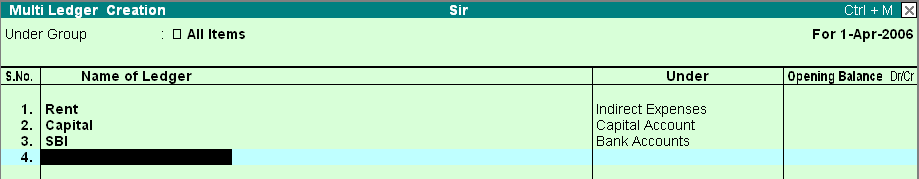 Multi Ledger Creation Sir Ctrl + M
Under Group : All Items For 1-Apr-2006
S.No. Name of Ledger Under Opening Balance Dr/Cr
1. Rent Indirect Expenses
2. Capital Capital Account
3. SBI Bank Accounts
4.